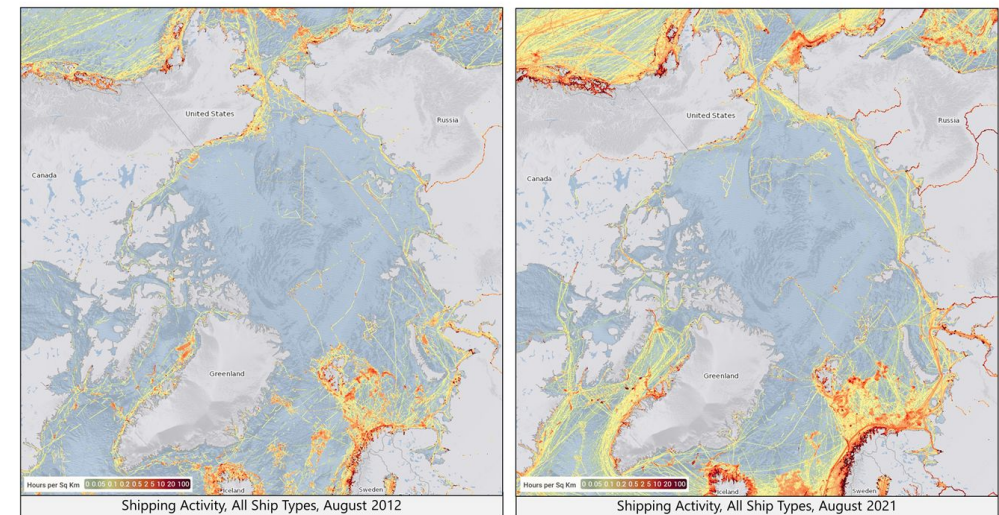 United States
Russia
Canada
Greenland
Iceland
Sweden
Hours per Sq Km 0 0.05 0.1 0.2 0.5 2 5 10 20 100
Shipping Activity, All Ship Types, August 2012
United States
Russia
Canada
Greenland
Iceland
Sweden
Hours per Sq Km 0 0.05 0.1 0.2 0.5 2 5 10 20 100
Shipping Activity, All Ship Types, August 2021